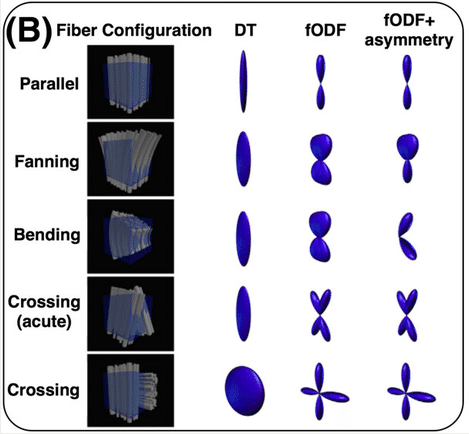 (B) Fiber Configuration DT fODF fODF+ asymmetry
Parallel
Fanning
Bending
Crossing
(acute)
Crossing